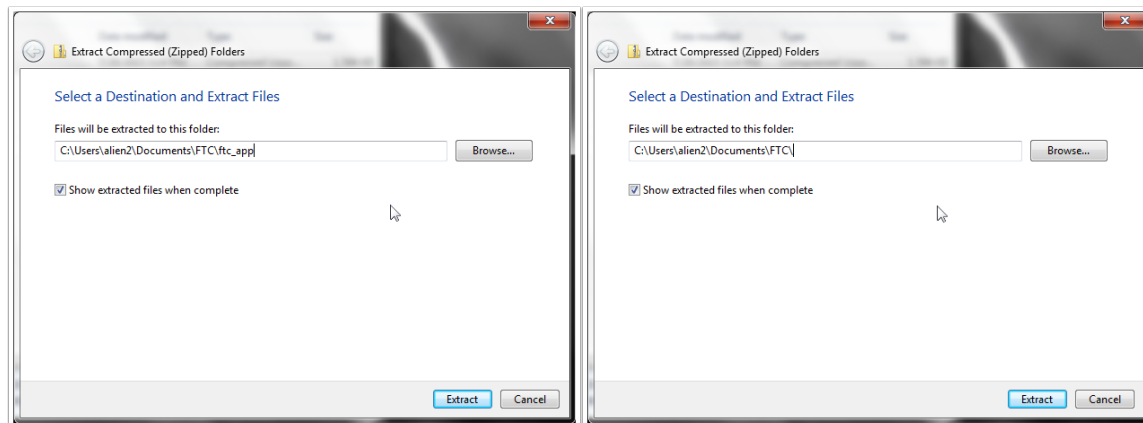 Extract Compressed (Zipped) Folders
Select a Destination and Extract Files
Files will be extracted to this folder:
C:\Users\alien2\Documents\FTC\ftc_app
Browse...
Show extracted files when complete
Extract
Cancel
Extract Compressed (Zipped) Folders
Select a Destination and Extract Files
Files will be extracted to this folder:
C:\Users\alien2\Documents\FTC\
Browse...
Show extracted files when complete
Extract
Cancel